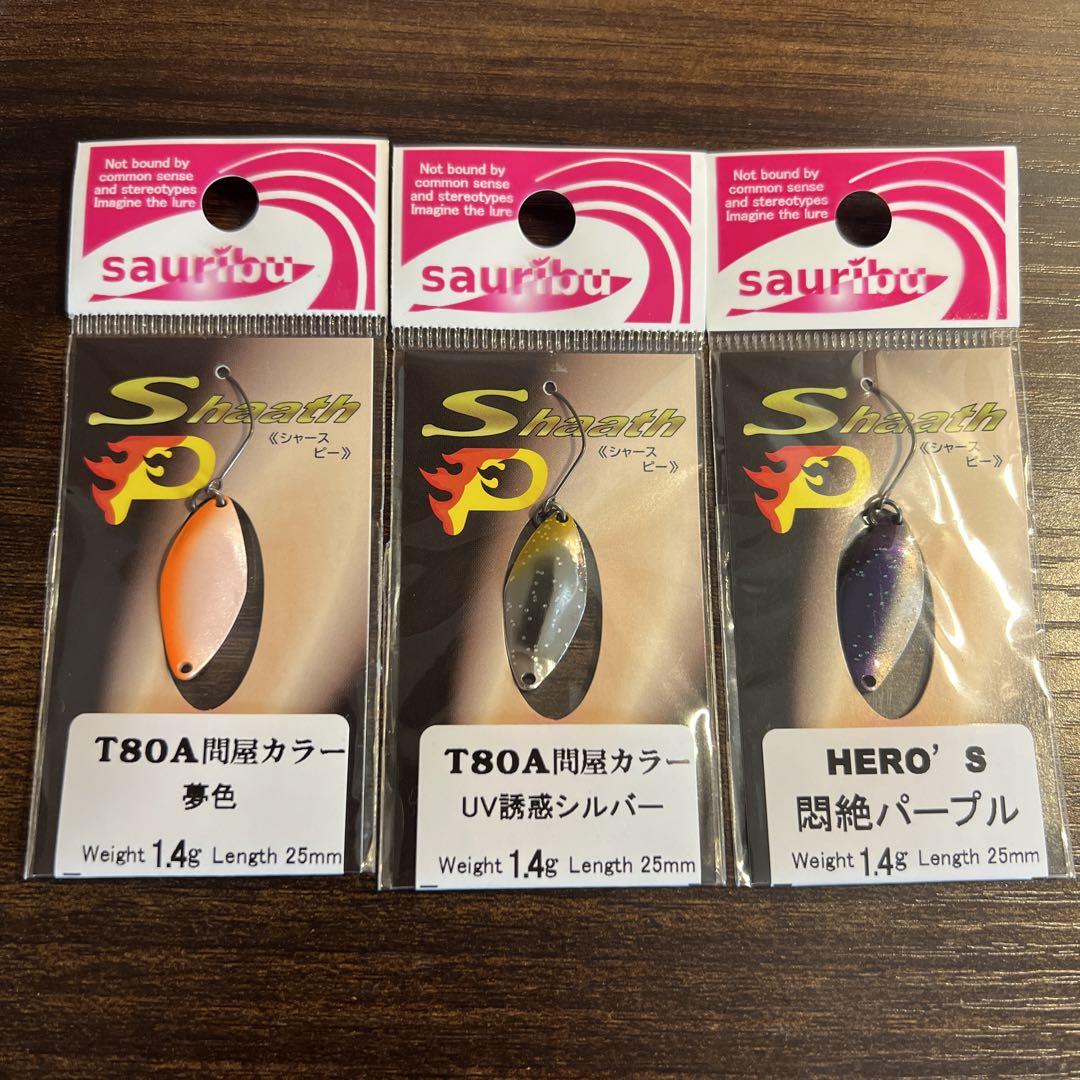 Not bound by
common sense
and stereotypes
Imagine the lure
sauribu
Shaath
P
《シャース
ピー》
T80A問屋カラー
夢色
Weight 1.4g Length 25mm
Not bound by
common sense
and stereotypes
Imagine the lure
sauribu
Shaath
P
《シャース
ピー》
T80A問屋カラー
UV誘惑シルバー
Weight 1.4g Length 25mm
Not bound by
common sense
and stereotypes
Imagine the lure
sauribu
Shaath
P
《シャース
ピー》
HERO'S
悶絶パープル
Weight 1.4g Length 25mm